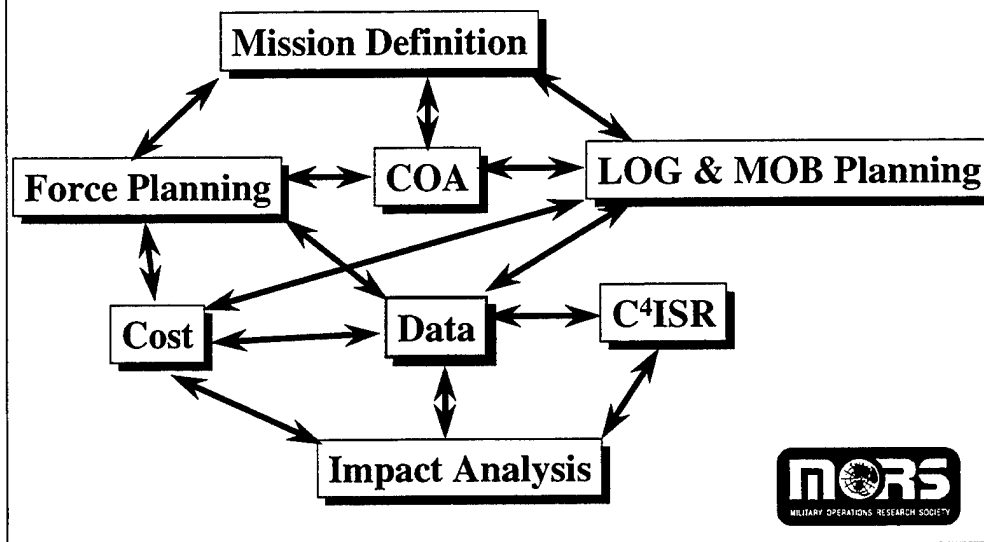 Mission Definition
Force Planning
COA
LOG & MOB Planning
Cost
Data
C⁴ISR
Impact Analysis
MORS
MILITARY OPERATIONS RESEARCH SOCIETY